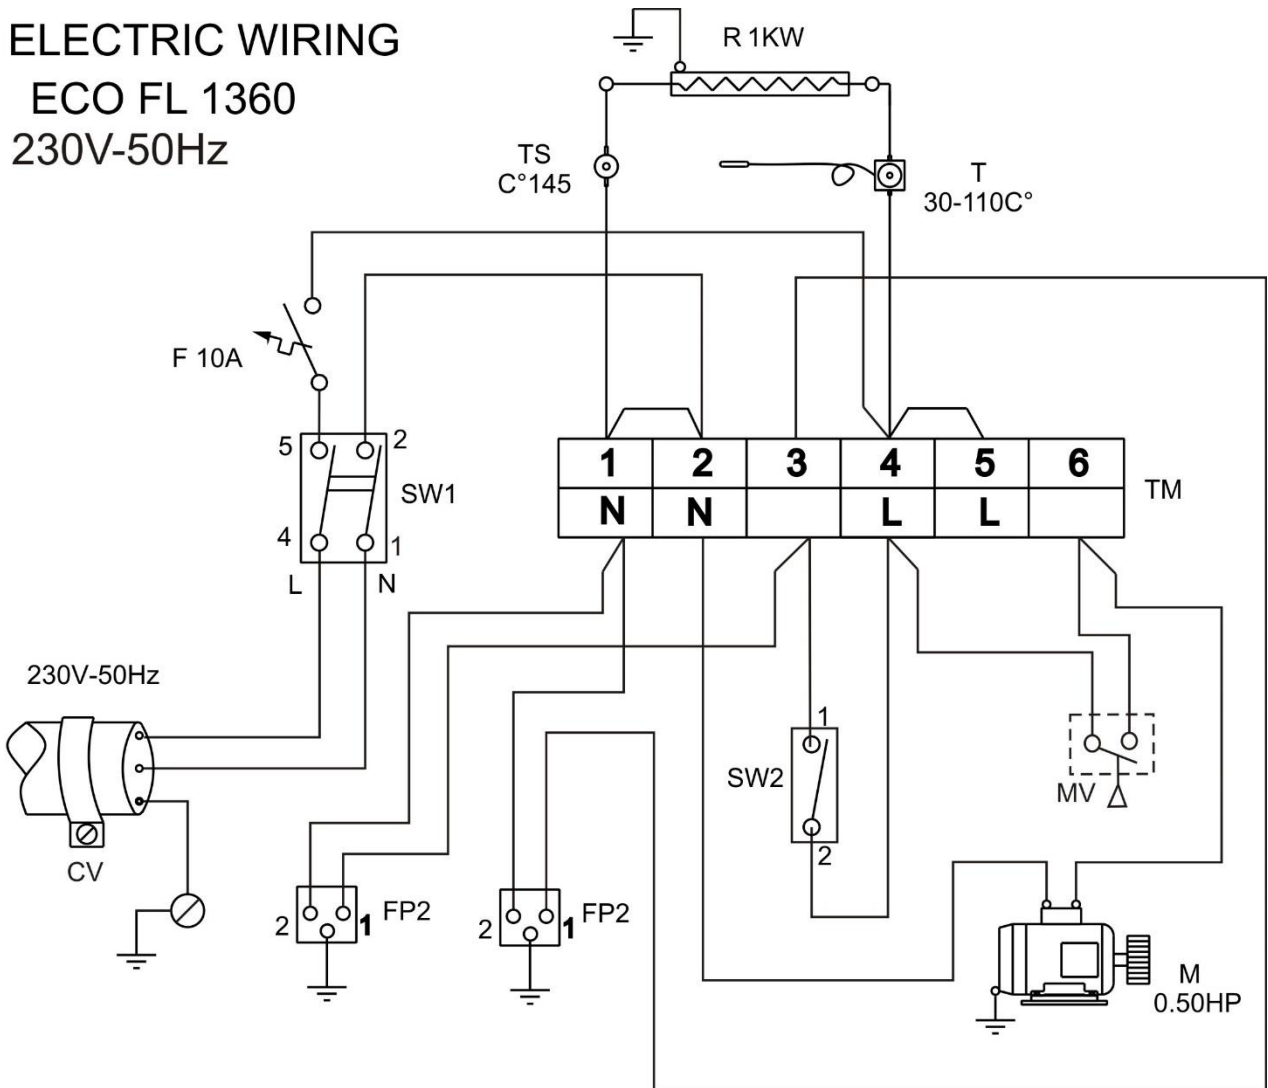 ELECTRIC WIRING
ECO FL 1360
230V-50Hz
R 1KW
TS
C°145
T
30-110C°
F 10A
5
2
SW1
4
1
L
N
1 2 3 4 5 6
N N L L
TM
230V-50Hz
CV
2
1
FP2
2
1
FP2
1
SW2
2
MV
M
0.50HP